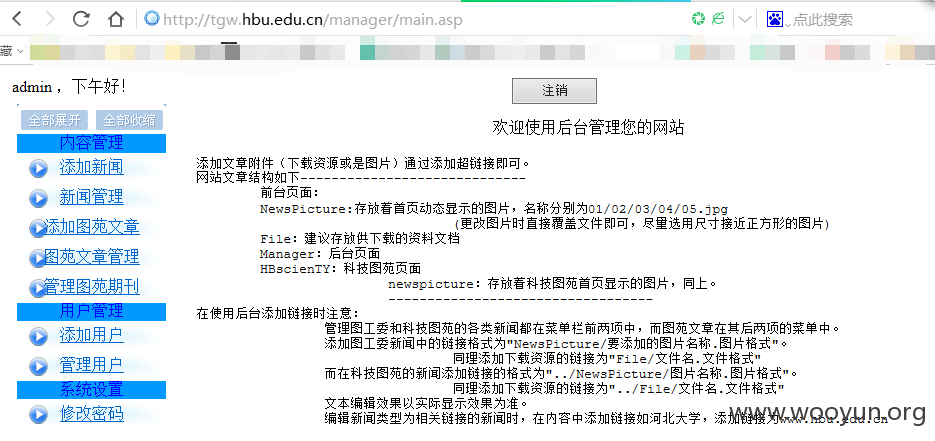 http://tgw.hbu.edu.cn/manager/main.asp
点此搜索
藏
admin ，下午好！
注销
全部展开 全部收缩
欢迎使用后台管理您的网站
内容管理
添加新闻
新闻管理
添加图苑文章
图苑文章管理
管理图苑期刊
用户管理
添加用户
管理用户
系统设置
修改密码
添加文章附件（下载资源或是图片）通过添加超链接即可。
网站文章结构如下-----------------------------
前台页面：
NewsPicture:存放着首页动态显示的图片，名称分别为01/02/03/04/05.jpg
(更改图片时直接覆盖文件即可，尽量选用尺寸接近正方形的图片)
File：建议存放供下载的资料文档
Manager：后台页面
HBscienTY：科技图苑页面
newspicture：存放着科技图苑首页显示的图片，同上。
----------------------------------
在使用后台添加链接时注意：
管理图工委和科技图苑的各类新闻都在菜单栏前两项中，而图苑文章在其后两项的菜单中。
添加图工委新闻中的链接格式为"NewsPicture/要添加的图片名称.图片格式"。
同理添加下载资源的链接为"File/文件名.文件格式"
而在科技图苑的新闻添加链接的格式为"../NewsPicture/图片名称.图片格式"。
同理添加下载资源的链接为"../File/文件名.文件格式"
文本编辑效果以实际显示效果为准。
编辑新闻类型为相关链接的新闻时，在内容中添加链接如河北大学，添加链接为www.hbu.edu.cn
www.wooyun.org